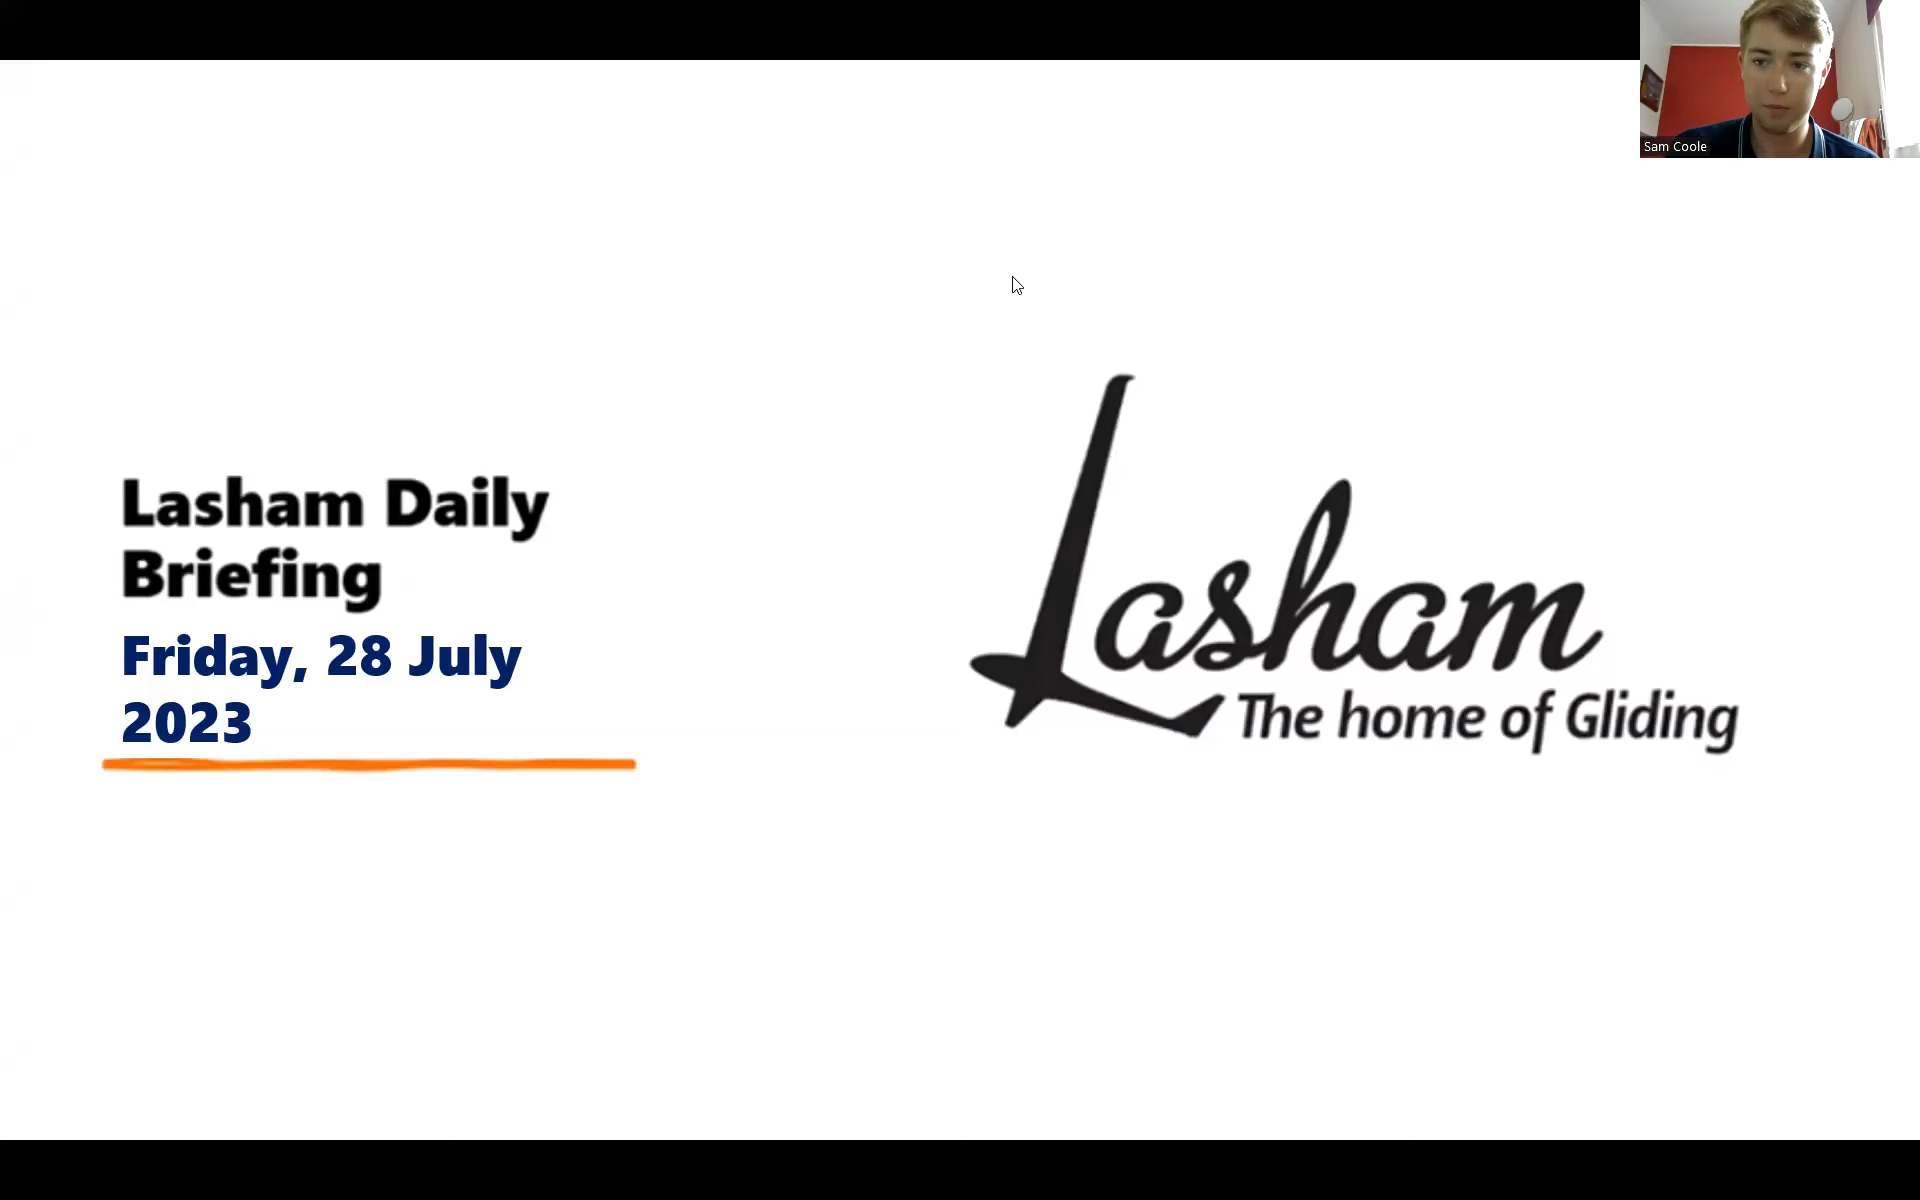 Sam Coole
Lasham Daily
Briefing
Friday, 28 July
2023
Lasham
The home of Gliding